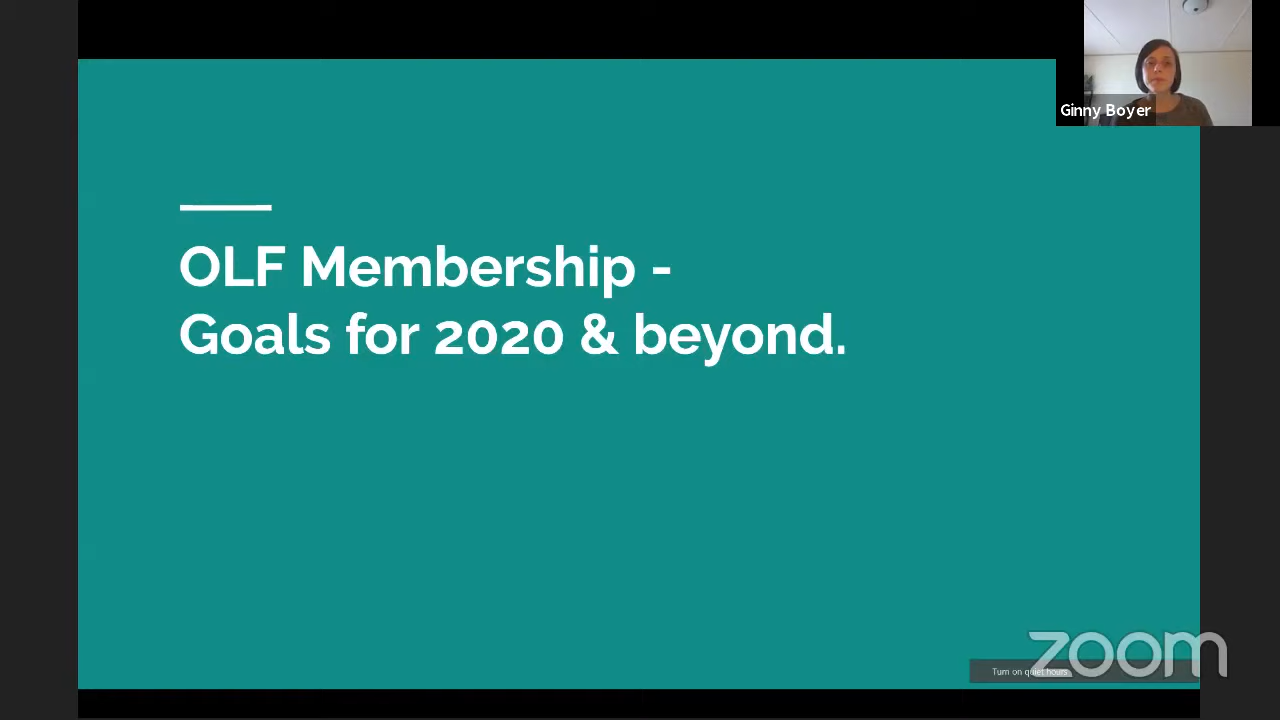 Ginny Boyer
OLF Membership -
Goals for 2020 & beyond.
Turn on quiet hours
zoom